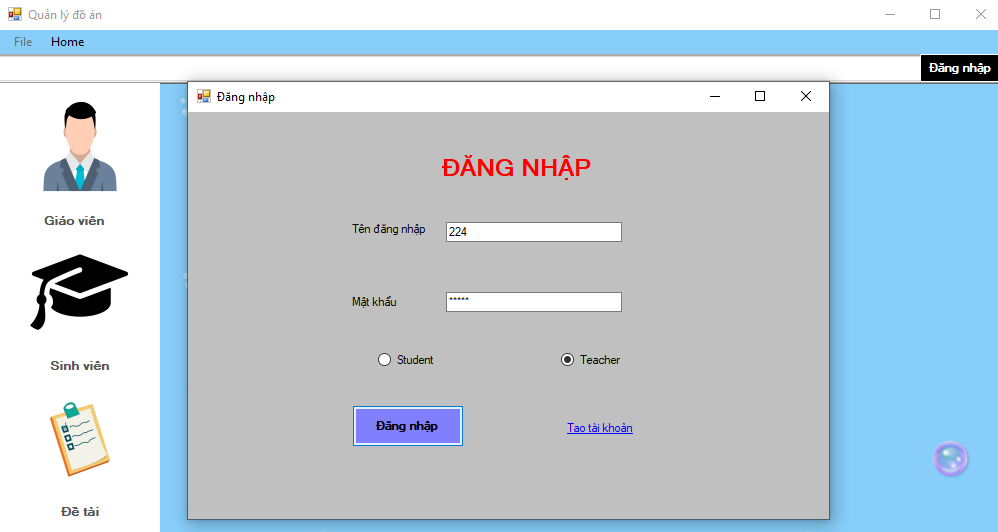 Quản lý đồ án
File Home
Đăng nhập
Đăng nhập
ĐĂNG NHẬP
Tên đăng nhập 224
Mật khẩu *****
Student Teacher
Đăng nhập Tao tài khoản
Giáo viên
Sinh viên
Đề tài